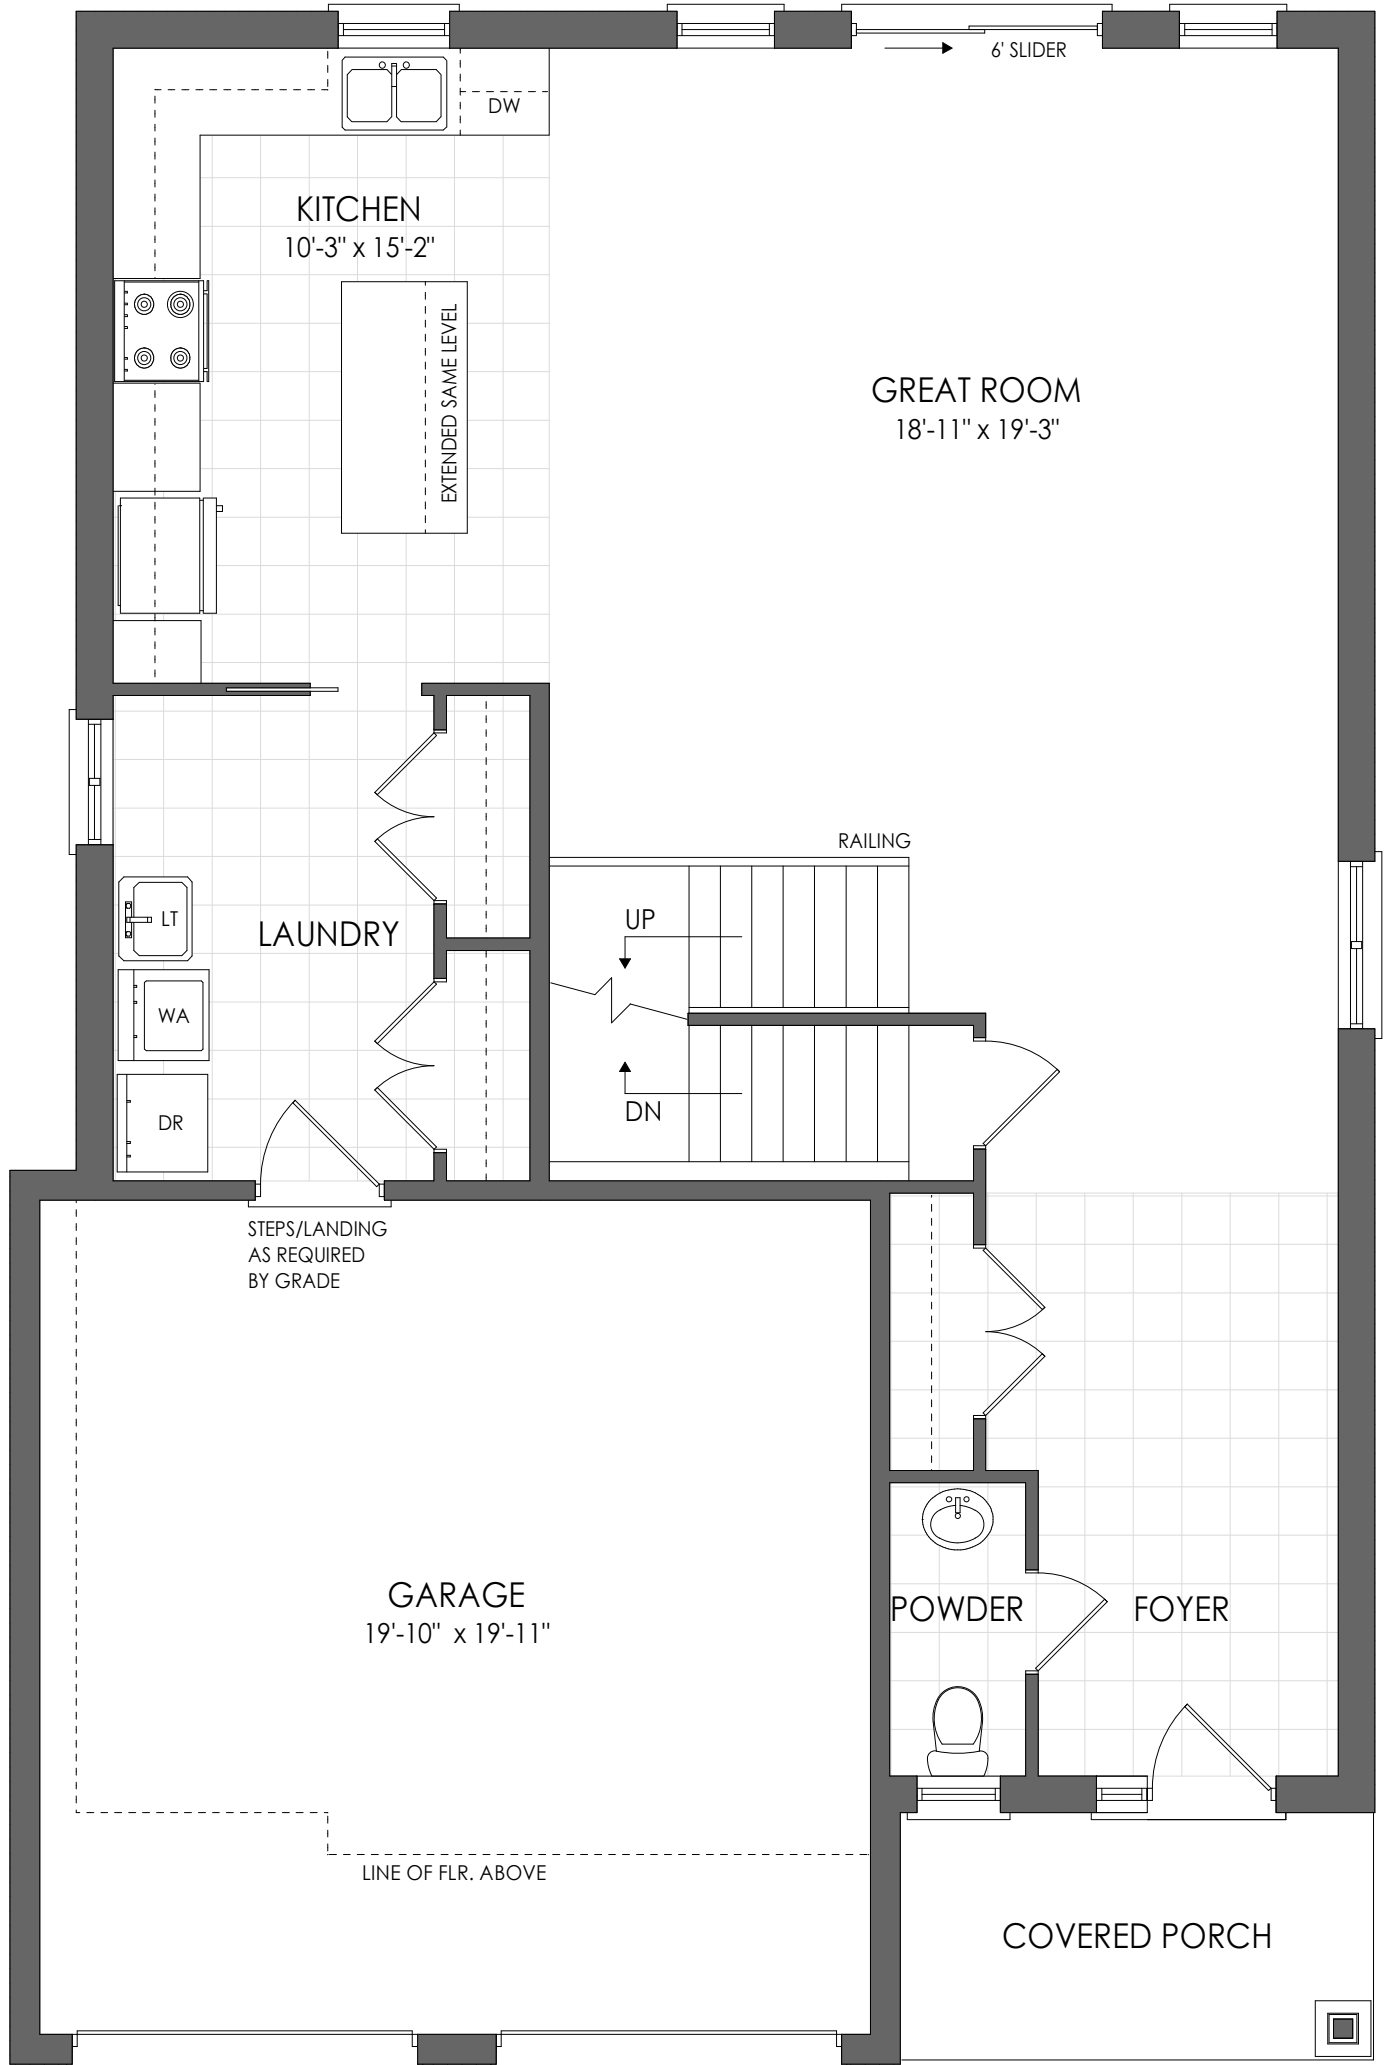 6' SLIDER
DW
KITCHEN
10'-3" x 15'-2"
EXTENDED SAME LEVEL
GREAT ROOM
18'-11" x 19'-3"
RAILING
UP
LT
LAUNDRY
WA
DN
DR
STEPS/LANDING
AS REQUIRED
BY GRADE
GARAGE
19'-10" x 19'-11"
POWDER
FOYER
LINE OF FLR. ABOVE
COVERED PORCH